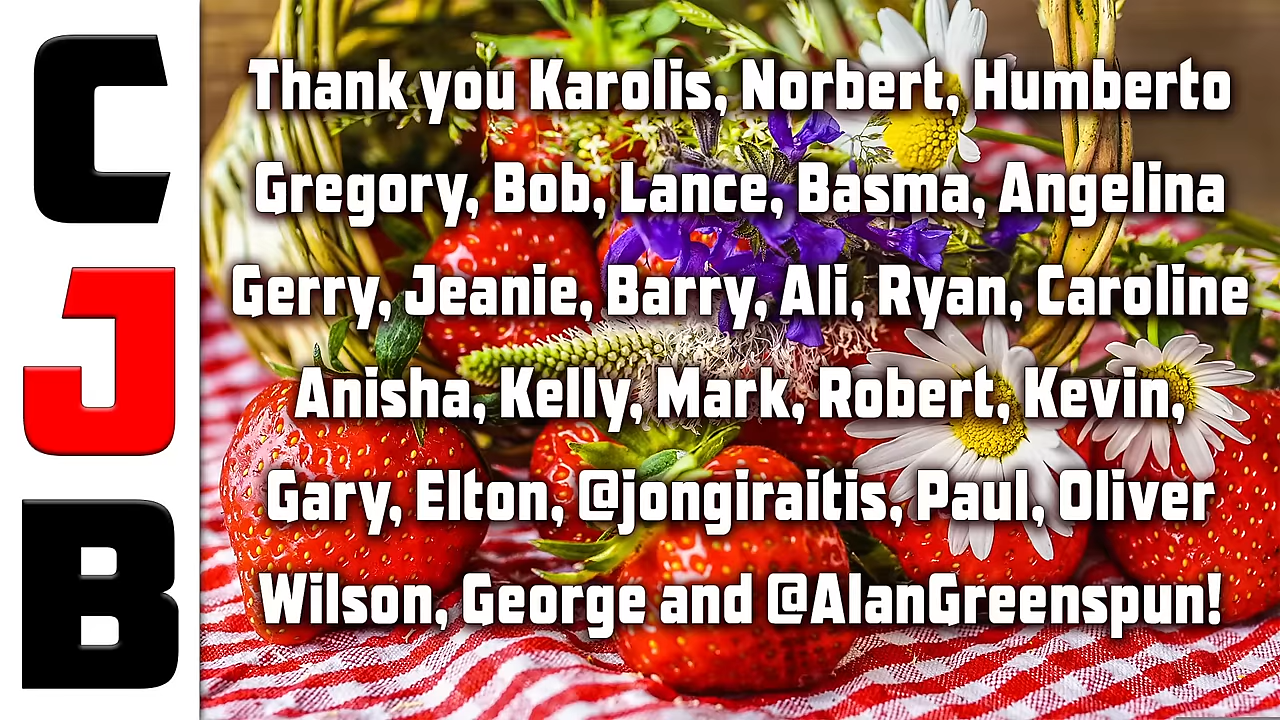 C
J
B
Thank you Karolis, Norbert, Humberto
Gregory, Bob, Lance, Basma, Angelina
Gerry, Jeanie, Barry, Ali, Ryan, Caroline
Anisha, Kelly, Mark, Robert, Kevin,
Gary, Elton, @jongiraitis, Paul, Oliver
Wilson, George and @AlanGreenspun!